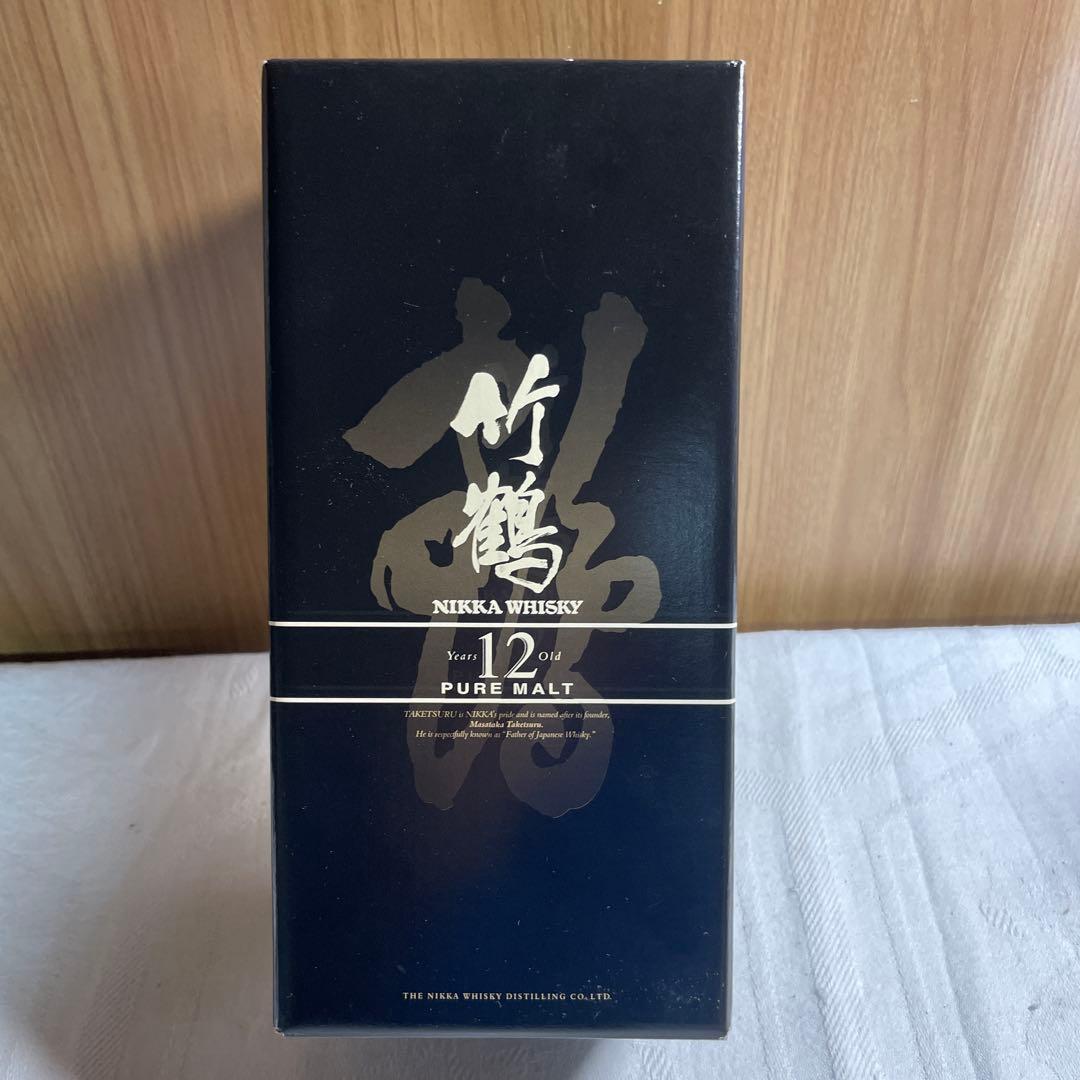 竹鶴
NIKKA WHISKY
Years 12 Old
PURE MALT
TAKETSURU is NIKKA's pride and is named after its founder,
Masataka Taketsuru.
He is respectfully known as "Father of Japanese Whisky."
THE NIKKA WHISKY DISTILLING CO.,LTD.